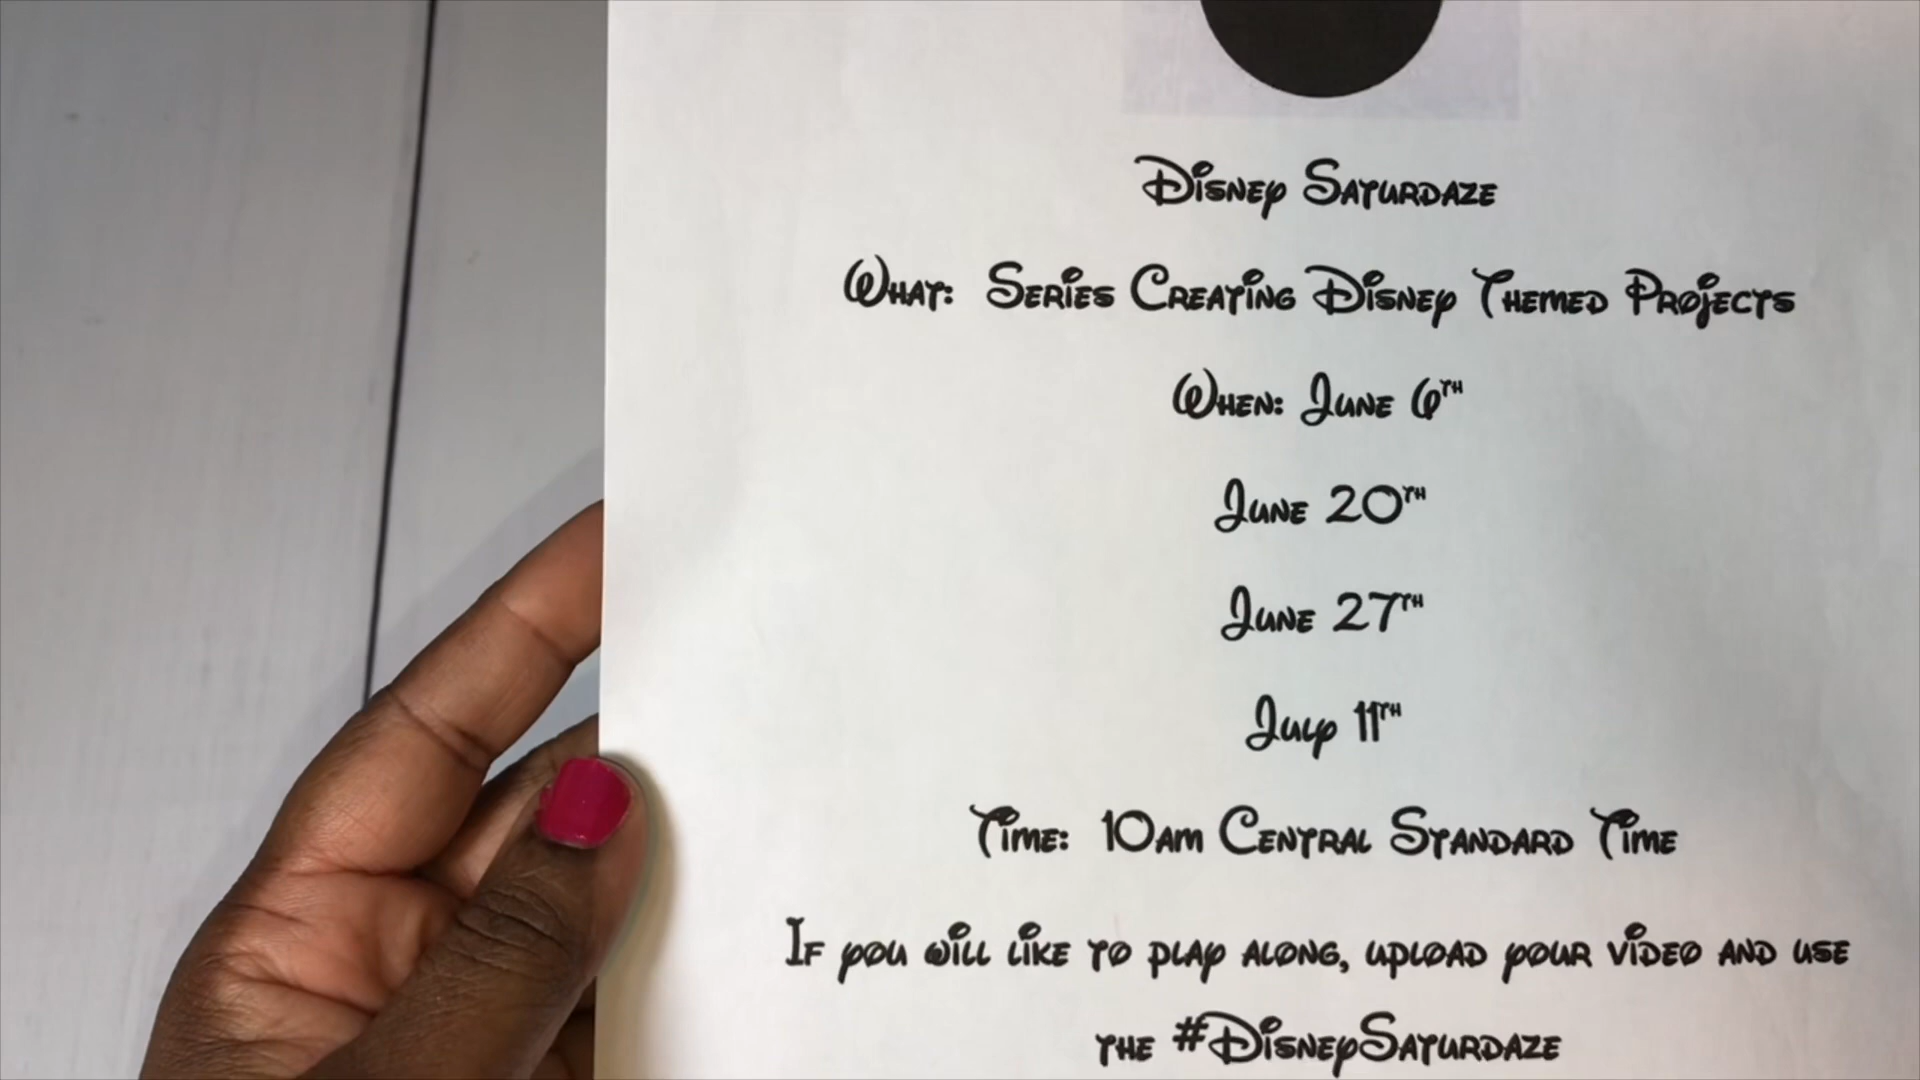 Disney Saturdaze
What: Series Creating Disney Themed Projects
When: June 6th
June 20th
June 27th
July 11th
Time: 10am Central Standard Time
If you will like to play along, upload your video and use
the #DisneySaturdaze